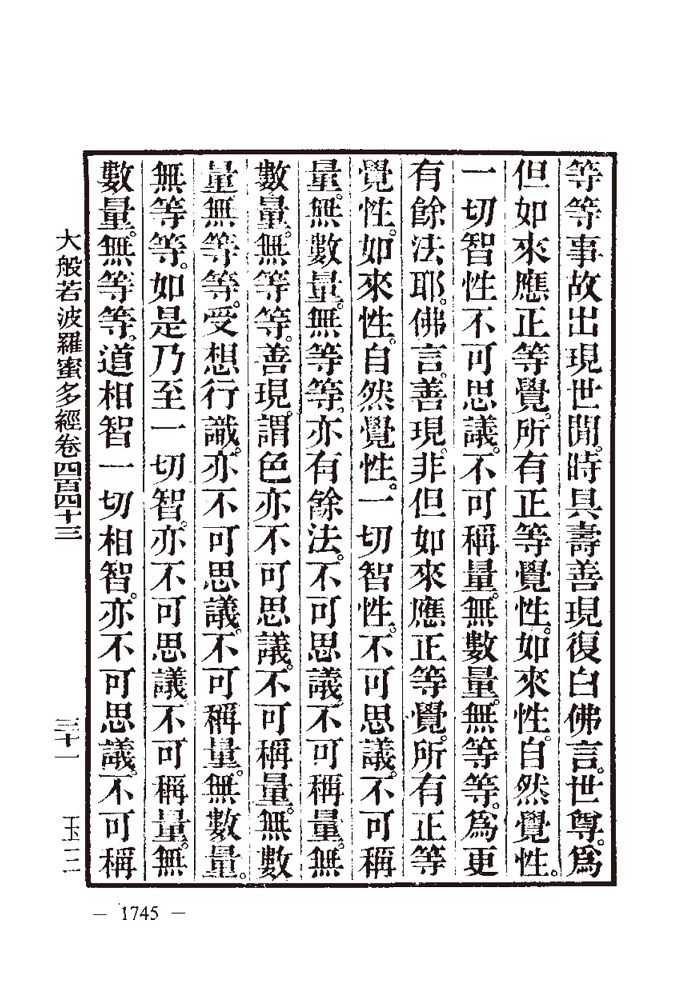 等等事故出現世間。時具壽善現復白佛言。世尊。爲
但如來應正等覺。所有正等覺性。如來性。自然覺性。
一切智性不可思議。不可稱量。無數量。無等等。爲更
有餘法耶。佛言。善現。非但如來應正等覺。所有正等
覺性。如來性。自然覺性。一切智性。不可思議。不可稱
量。無數量。無等等。亦有餘法。不可思議。不可稱量。無
數量。無等等。善現。謂色亦不可思議。不可稱量。無數
量無等等。受想行識。亦不可思議。不可稱量。無數量。
無等等。如是乃至一切智。亦不可思議。不可稱量。無
數量。無等等。道相智一切相智。亦不可思議。不可稱
大般若波羅蜜多經卷四百四十三 三十一 玉三
— 1745 —